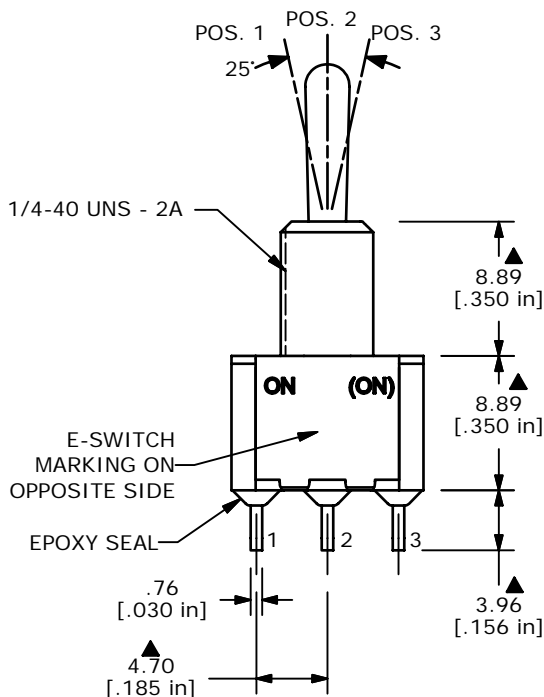 POS. 2
POS. 1
POS. 3
25°
1/4-40 UNS - 2A
▲
8.89
[.350 in]
ON (ON)
▲
8.89
[.350 in]
E-SWITCH
MARKING ON
OPPOSITE SIDE
EPOXY SEAL
1 2 3
.76
[.030 in]
▲
3.96
[.156 in]
▲
4.70
[.185 in]